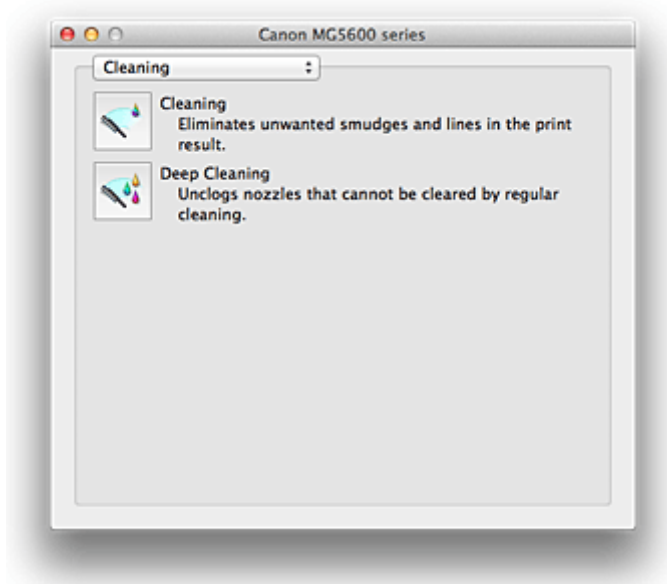 Canon MG5600 series
Cleaning
Cleaning
Eliminates unwanted smudges and lines in the print
result.
Deep Cleaning
Unclogs nozzles that cannot be cleared by regular
cleaning.